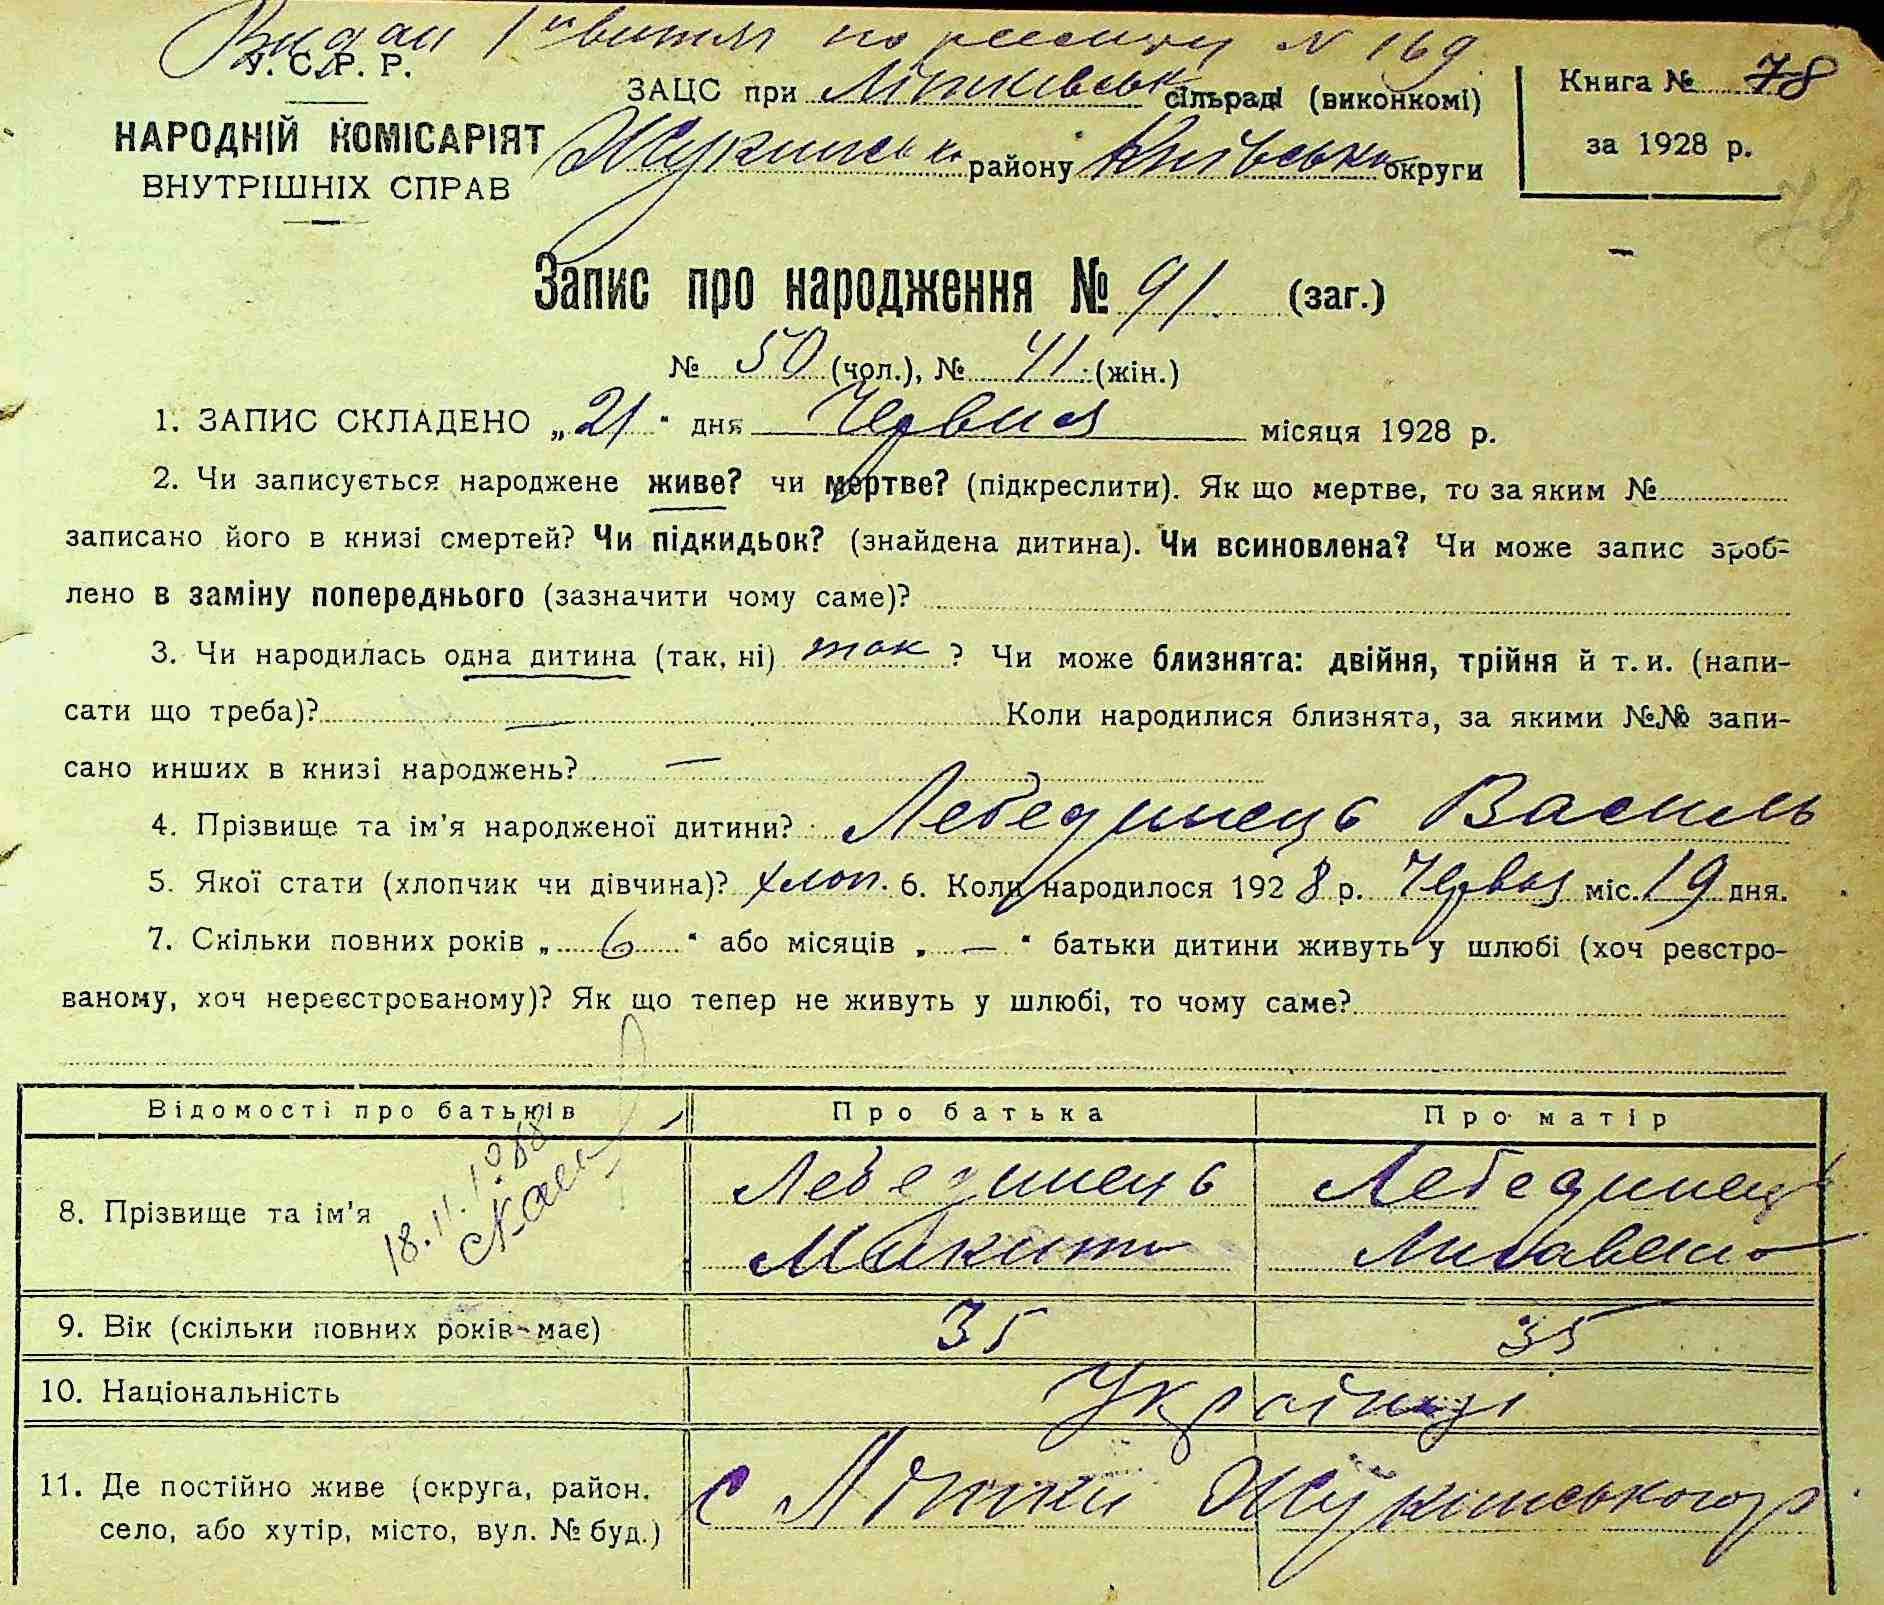 Видан 1 витяг по реєстру N 169
У. С. Р. Р.
НАРОДНІЙ КОМІСАРІЯТ
ВНУТРІШНІХ СПРАВ
ЗАЦС при Літківськ сільраді (виконкомі)
Жукинськ району Київськ округи
Книга № 78
за 1928 р.
78
Запис про народження № 91 (заг.)
№ 50 (чол.), № 41 (жін.)
1. ЗАПИС СКЛАДЕНО „21" дня Червня місяця 1928 р.
2. Чи записується народжене живе? чи мертве? (підкреслити). Як що мертве, то за яким №
записано його в книзі смертей? Чи підкидьок? (знайдена дитина). Чи всиновлена? Чи може запис зроб-
лено в заміну попереднього (зазначити чому саме)?
3. Чи народилась одна дитина (так, ні) так ? Чи може близнята: двійня, трійня й т. и. (напи-
сати що треба)? — Коли народилися близнята, за якими №№ запи-
сано инших в книзі народжень? —
4. Прізвище та ім'я народженої дитини? Лебединець Василь
5. Якої стати (хлопчик чи дівчина)? хлоп. 6. Коли народилося 1928 р. Червня міс. 19 дня.
7. Скільки повних років „ 6 " або місяців „ — " батьки дитини живуть у шлюбі (хоч реєстро-
ваному, хоч нереєстрованому)? Як що тепер не живуть у шлюбі, то чому саме?
Відомості про батьків Про батька Про матір
8. Прізвище та ім'я Лебединець Микита Лебединець Лизавета
18.11.1988
9. Вік (скільки повних років має) 35 35
10. Національність Українці
11. Де постійно живе (округа, район, село, або хутір, місто, вул. № буд.) с Літки Жукинського р